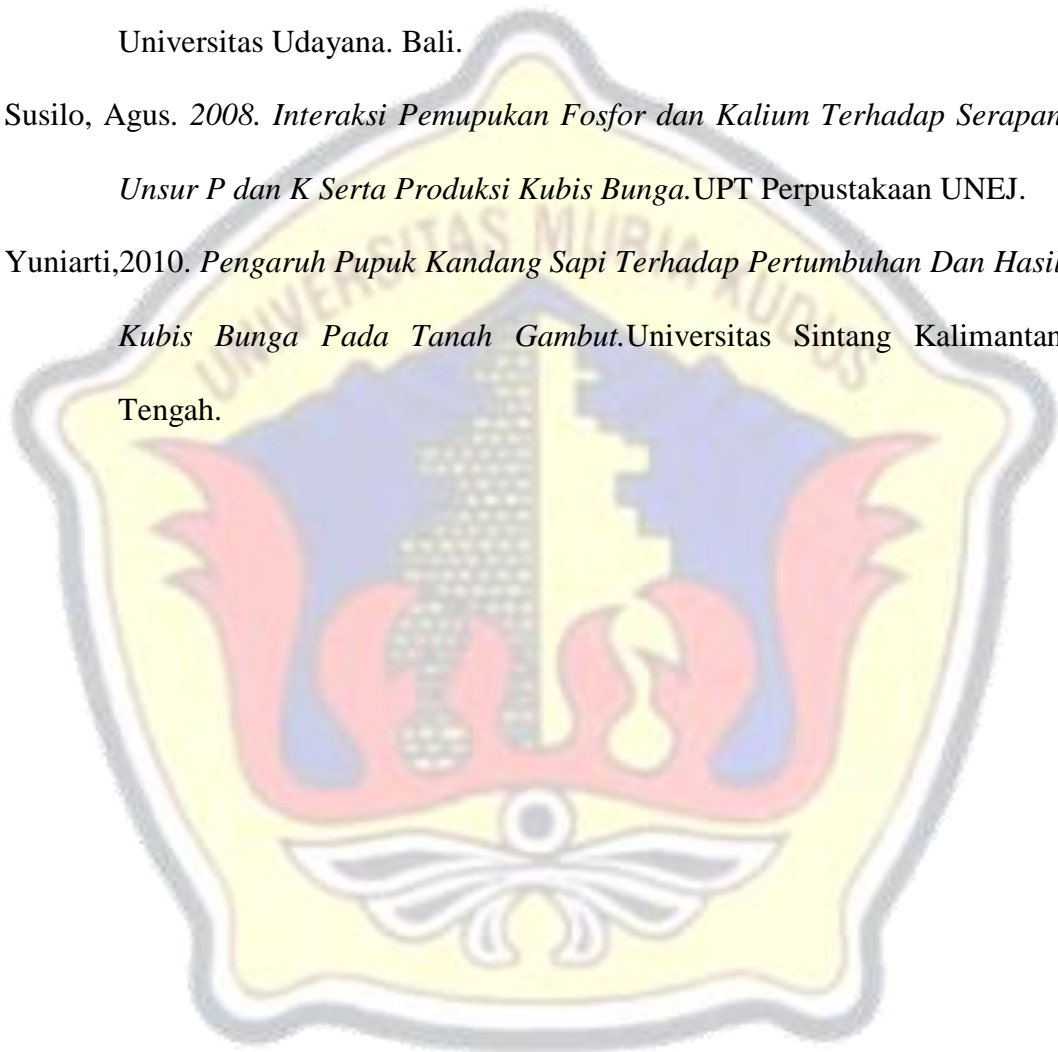 Universitas Udayana. Bali.
Susilo, Agus. 2008. Interaksi Pemupukan Fosfor dan Kalium Terhadap Serapan
Unsur P dan K Serta Produksi Kubis Bunga.UPT Perpustakaan UNEJ.
Yuniarti,2010. Pengaruh Pupuk Kandang Sapi Terhadap Pertumbuhan Dan Hasil
Kubis Bunga Pada Tanah Gambut.Universitas Sintang Kalimantan
Tengah.
UNIVERSITAS MURIA KUDUS